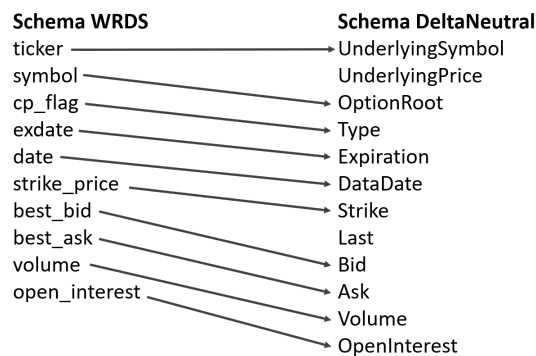 Schema WRDS
ticker
symbol
cp_flag
exdate
date
strike_price
best_bid
best_ask
volume
open_interest
Schema DeltaNeutral
UnderlyingSymbol
UnderlyingPrice
OptionRoot
Type
Expiration
DataDate
Strike
Last
Bid
Ask
Volume
OpenInterest